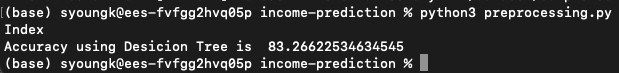 (base) syoungk@ees-fvfgg2hvq05p income-prediction % python3 preprocessing.py
Index
Accuracy using Desicion Tree is  83.26622534634545
(base) syoungk@ees-fvfgg2hvq05p income-prediction %